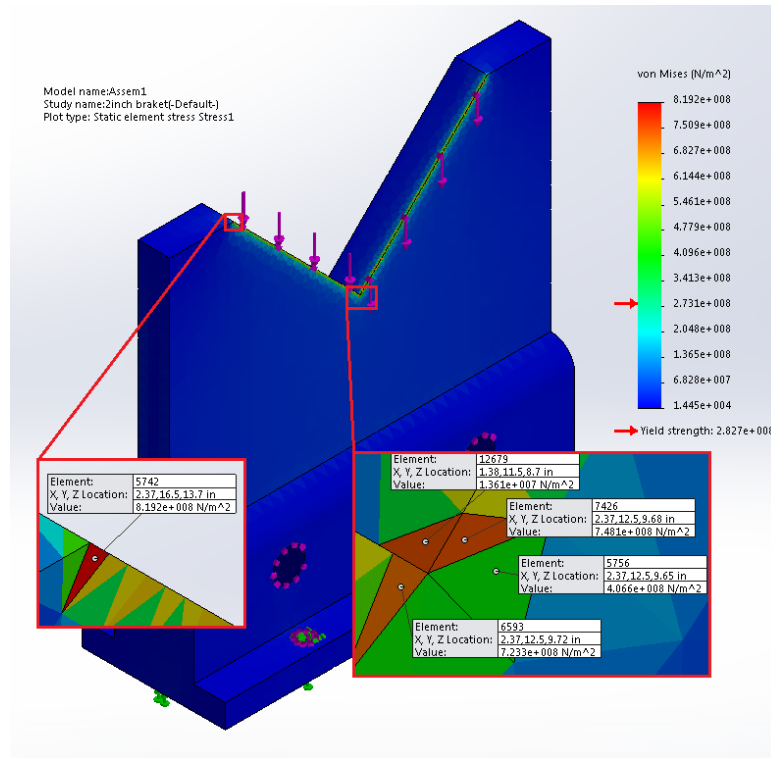 Model name:Assem1
Study name:2inch braket(-Default-)
Plot type: Static element stress Stress1
von Mises (N/m^2)
8.192e+008
7.509e+008
6.827e+008
6.144e+008
5.461e+008
4.779e+008
4.096e+008
3.413e+008
2.731e+008
2.048e+008
1.365e+008
6.827e+007
1.445e+004
Yield strength: 2.827e+008
Element: 5742
X, Y, Z Location: 2.37,16.5,13.7 in
Value: 8.192e+008 N/m^2
Element: 12679
X, Y, Z Location: 1.38,11.5,8.7 in
Value: 1.361e+007 N/m^2
Element: 7426
X, Y, Z Location: 2.37,12.5,9.68 in
Value: 7.481e+008 N/m^2
Element: 5756
X, Y, Z Location: 2.37,12.5,9.65 in
Value: 4.066e+008 N/m^2
Element: 6593
X, Y, Z Location: 2.37,12.5,9.72 in
Value: 7.233e+008 N/m^2